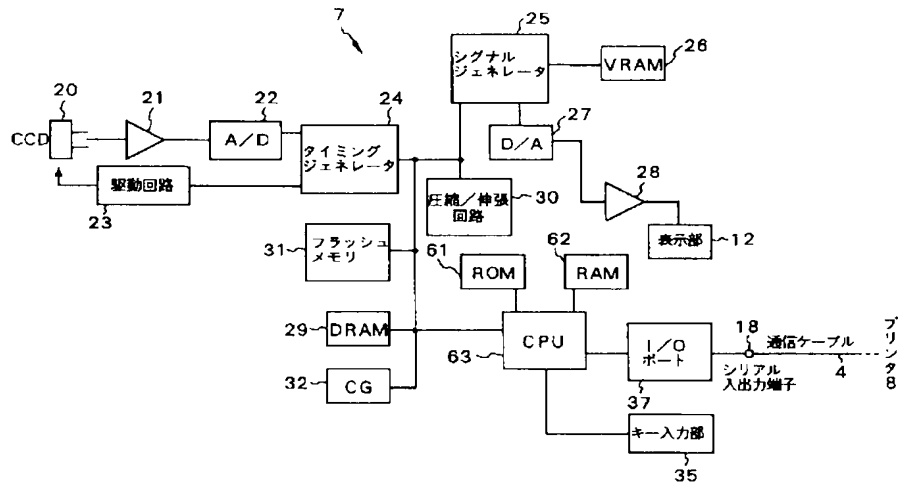 7
25
シグナル
ジェネレータ
VRAM
26
20
CCD
21
22
A/D
24
タイミング
ジェネレータ
27
D/A
28
駆動回路
23
圧縮/伸張
回路
30
表示部
12
31
フラッシュ
メモリ
61
ROM
62
RAM
29
DRAM
CPU
63
I/O
ポート
37
18
通信ケーブル
4
シリアル
入出力端子
プリンタ8
32
CG
キー入力部
35